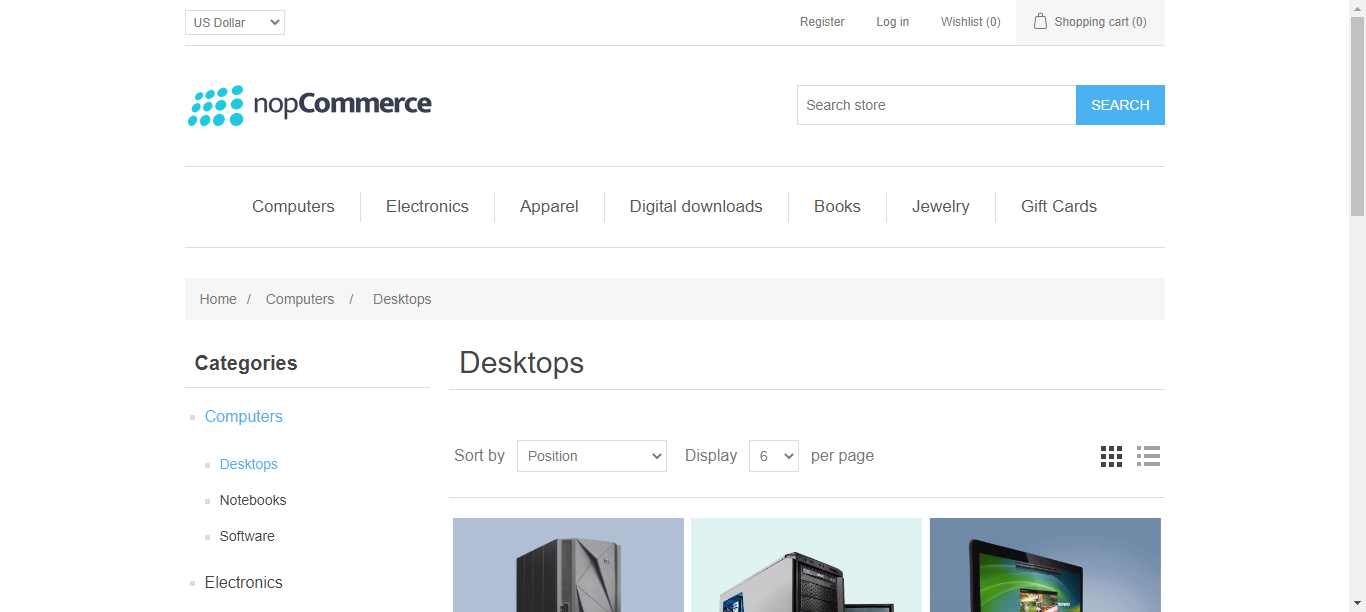 US Dollar
Register
Log in
Wishlist (0)
Shopping cart (0)
nopCommerce
Search store
SEARCH
Computers
Electronics
Apparel
Digital downloads
Books
Jewelry
Gift Cards
Home / Computers / Desktops
Categories
Computers
Desktops
Notebooks
Software
Electronics
Desktops
Sort by Position Display 6 per page